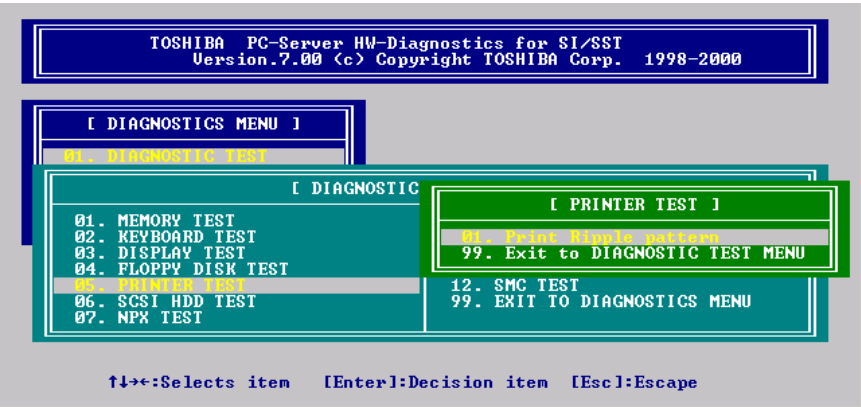 TOSHIBA PC-Server HW-Diagnostics for SI/SST
Version.7.00 (c) Copyright TOSHIBA Corp. 1998-2000
[ DIAGNOSTICS MENU ]
01. DIAGNOSTIC TEST
[ DIAGNOSTIC
01. MEMORY TEST
02. KEYBOARD TEST
03. DISPLAY TEST
04. FLOPPY DISK TEST
05. PRINTER TEST
06. SCSI HDD TEST
07. NPX TEST
12. SMC TEST
99. EXIT TO DIAGNOSTICS MENU
[ PRINTER TEST ]
01. Print Ripple pattern
99. Exit to DIAGNOSTIC TEST MENU
↑↓→←:Selects item [Enter]:Decision item [Esc]:Escape